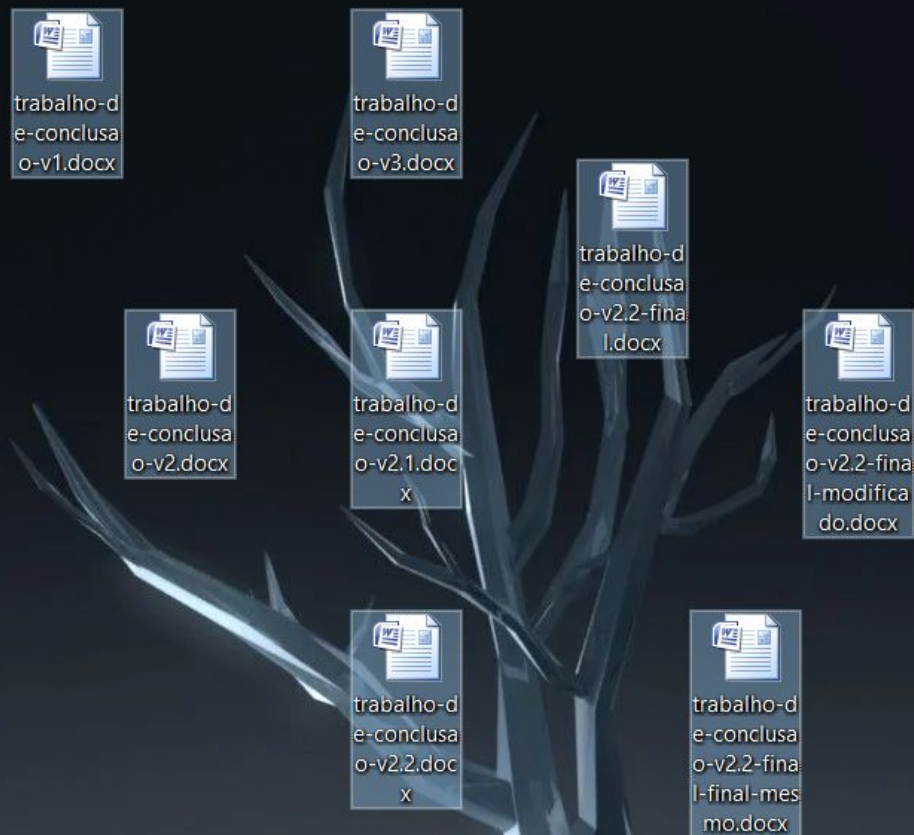 trabalho-d
e-conclusa
o-v1.docx
trabalho-d
e-conclusa
o-v3.docx
trabalho-d
e-conclusa
o-v2.2-fina
l.docx
trabalho-d
e-conclusa
o-v2.docx
trabalho-d
e-conclusa
o-v2.1.doc
x
trabalho-d
e-conclusa
o-v2.2-fina
l-modifica
do.docx
trabalho-d
e-conclusa
o-v2.2.doc
x
trabalho-d
e-conclusa
o-v2.2-fina
l-final-mes
mo.docx